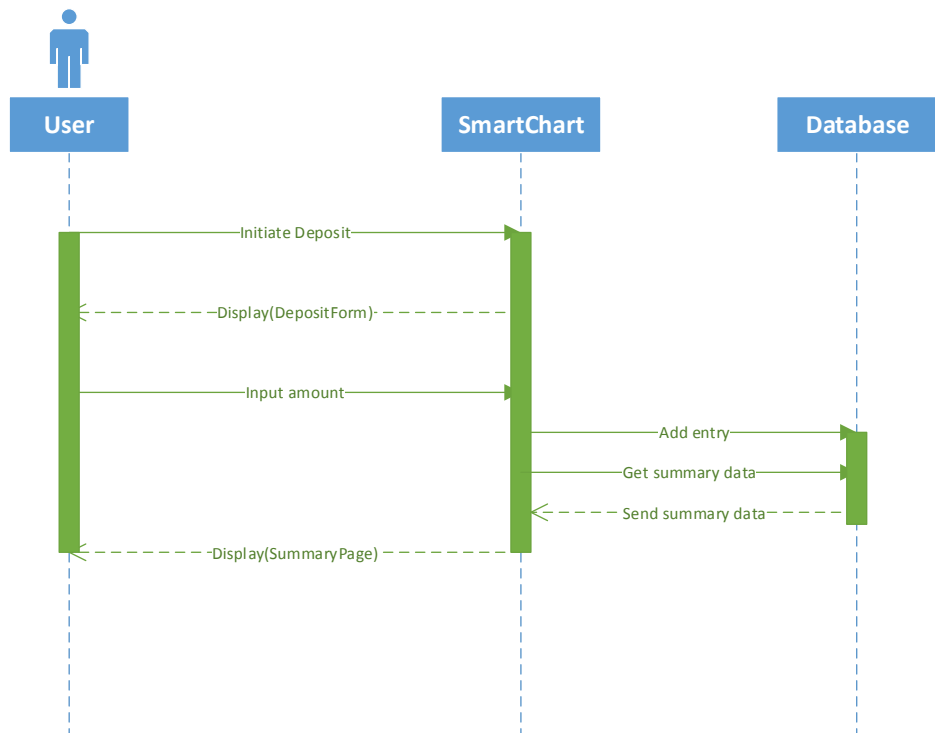 User
SmartChart
Database
Initiate Deposit
Display(DepositForm)
Input amount
Add entry
Get summary data
Send summary data
Display(SummaryPage)